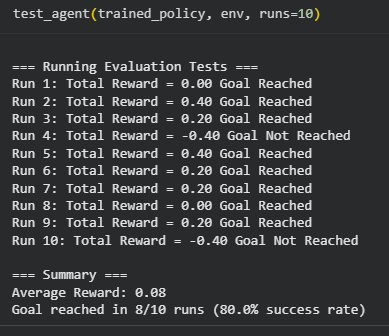 test_agent(trained_policy, env, runs=10)
=== Running Evaluation Tests ===
Run 1: Total Reward = 0.00 Goal Reached
Run 2: Total Reward = 0.40 Goal Reached
Run 3: Total Reward = 0.20 Goal Reached
Run 4: Total Reward = -0.40 Goal Not Reached
Run 5: Total Reward = 0.40 Goal Reached
Run 6: Total Reward = 0.20 Goal Reached
Run 7: Total Reward = 0.20 Goal Reached
Run 8: Total Reward = 0.00 Goal Reached
Run 9: Total Reward = 0.20 Goal Reached
Run 10: Total Reward = -0.40 Goal Not Reached
=== Summary ===
Average Reward: 0.08
Goal reached in 8/10 runs (80.0% success rate)